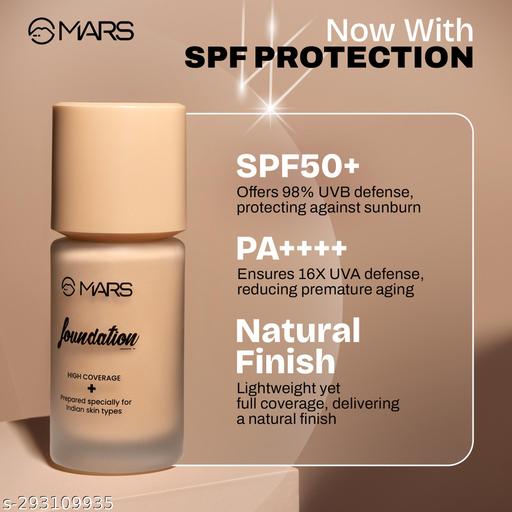 MARS
Now With
SPF PROTECTION
SPF50+
Offers 98% UVB defense,
protecting against sunburn
PA++++
Ensures 16X UVA defense,
reducing premature aging
Natural
Finish
Lightweight yet
full coverage, delivering
a natural finish
MARS
foundation
HIGH COVERAGE
+
Prepared specially for
Indian skin types
s-293109935